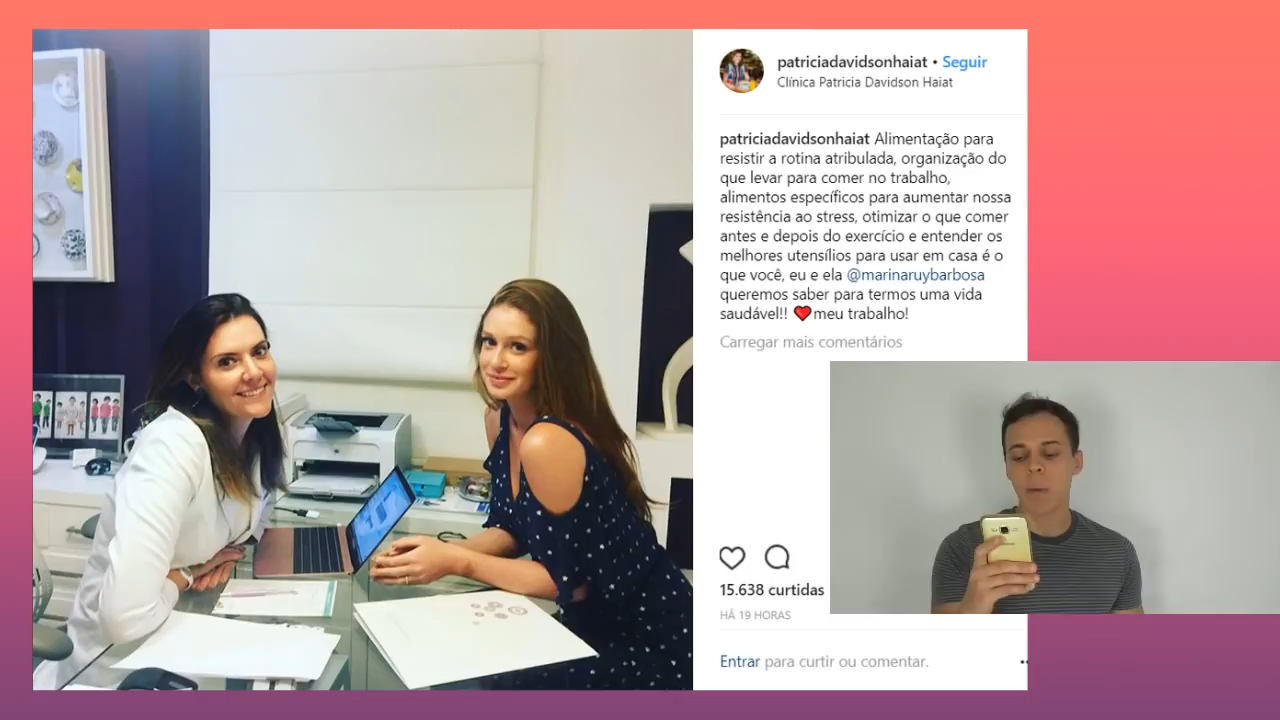 patriciadavidsonhaiat • Seguir
Clínica Patricia Davidson Haiat
patriciadavidsonhaiat Alimentação para
resistir a rotina atribulada, organização do
que levar para comer no trabalho,
alimentos específicos para aumentar nossa
resistência ao stress, otimizar o que comer
antes e depois do exercício e entender os
melhores utensílios para usar em casa é o
que você, eu e ela @marinaruybarbosa
queremos saber para termos uma vida
saudável!! ❤️meu trabalho!
Carregar mais comentários
15.638 curtidas
HÁ 19 HORAS
Entrar para curtir ou comentar.